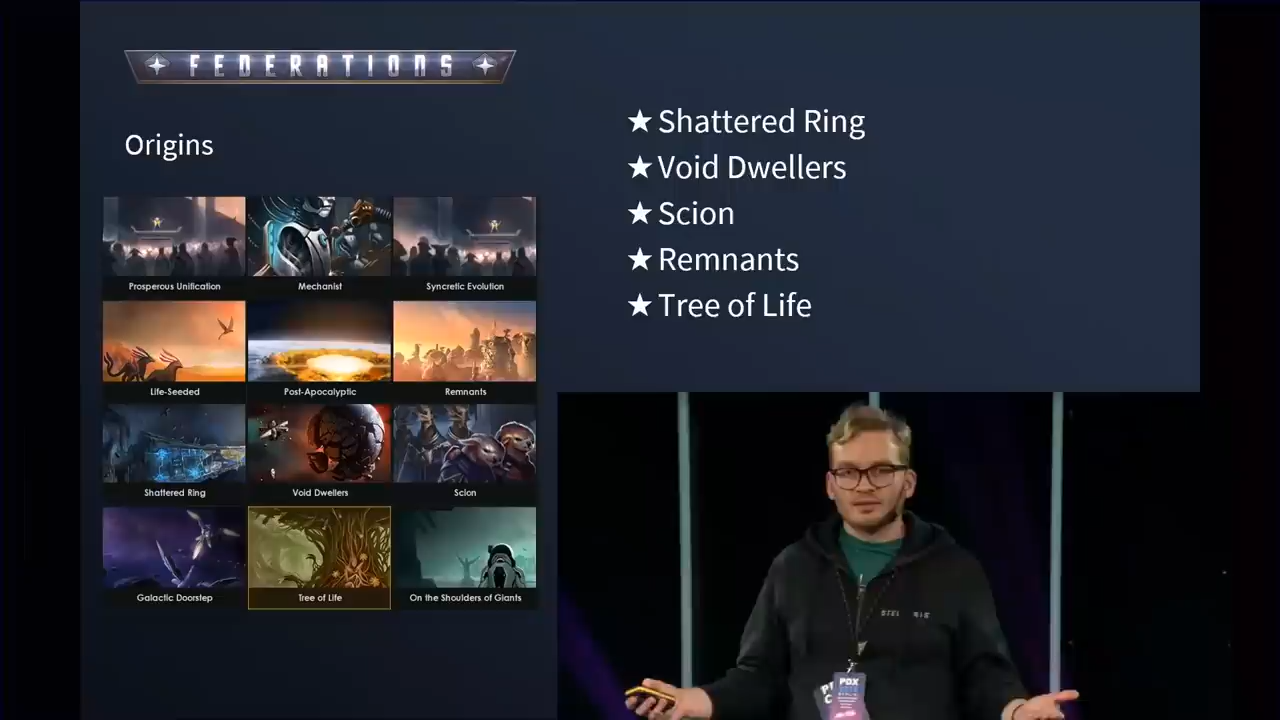 FEDERATIONS
Origins
Prosperous Unification
Mechanist
Syncretic Evolution
Life-Seeded
Post-Apocalyptic
Remnants
Shattered Ring
Void Dwellers
Scion
Galactic Doorstep
Tree of Life
On the Shoulders of Giants
★ Shattered Ring
★ Void Dwellers
★ Scion
★ Remnants
★ Tree of Life
PDX